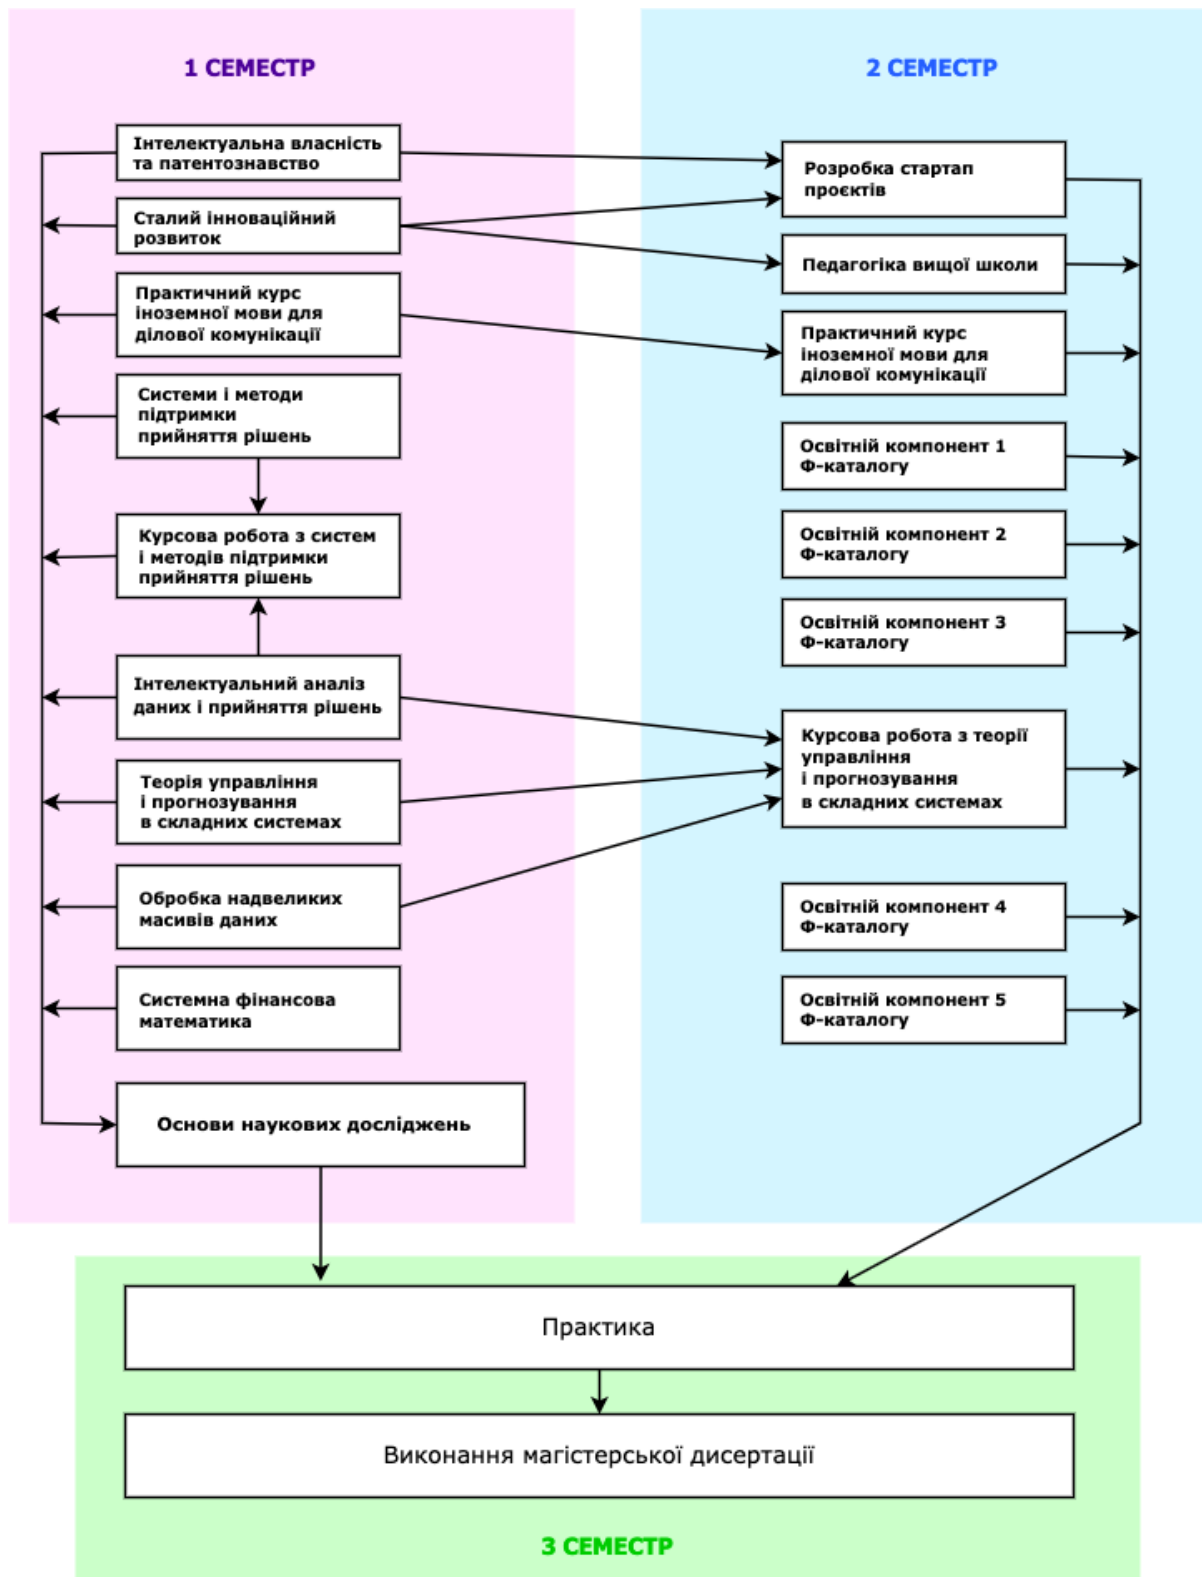 1 СЕМЕСТР
Інтелектуальна власність
та патентознавство
Сталий інноваційний
розвиток
Практичний курс
іноземної мови для
ділової комунікації
Системи і методи
підтримки
прийняття рішень
Курсова робота з систем
і методів підтримки
прийняття рішень
Інтелектуальний аналіз
даних і прийняття рішень
Теорія управління
і прогнозування
в складних системах
Обробка надвеликих
масивів даних
Системна фінансова
математика
Основи наукових досліджень
2 СЕМЕСТР
Розробка стартап
проєктів
Педагогіка вищої школи
Практичний курс
іноземної мови для
ділової комунікації
Освітній компонент 1
Ф-каталогу
Освітній компонент 2
Ф-каталогу
Освітній компонент 3
Ф-каталогу
Курсова робота з теорії
управління
і прогнозування
в складних системах
Освітній компонент 4
Ф-каталогу
Освітній компонент 5
Ф-каталогу
Практика
Виконання магістерської дисертації
3 СЕМЕСТР